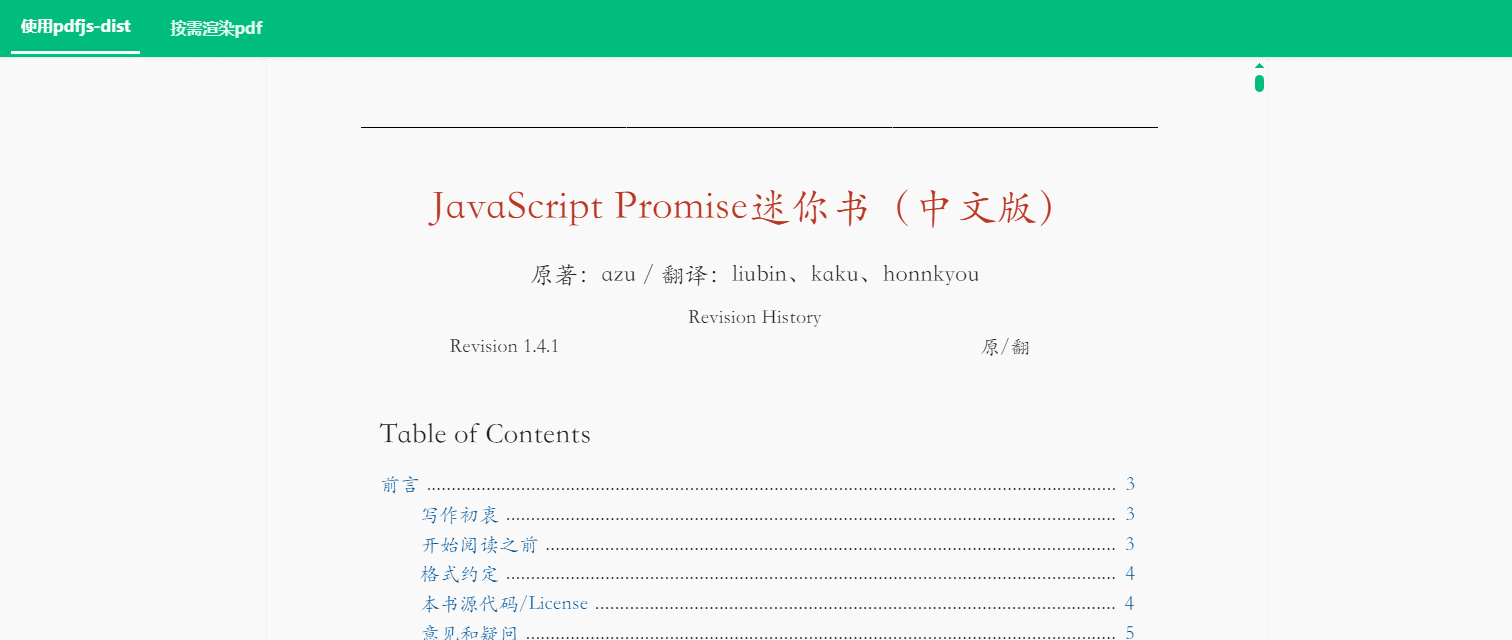 使用pdfjs-dist 按需渲染pdf
JavaScript Promise迷你书（中文版）
原著：azu / 翻译：liubin、kaku、honnkyou
Revision History
Revision 1.4.1 原/翻
Table of Contents
前言 ........................................................................ 3
写作初衷 ........................................................................ 3
开始阅读之前 ........................................................................ 3
格式约定 ........................................................................ 4
本书源代码/License ........................................................................ 4
意见和疑问 ........................................................................ 5